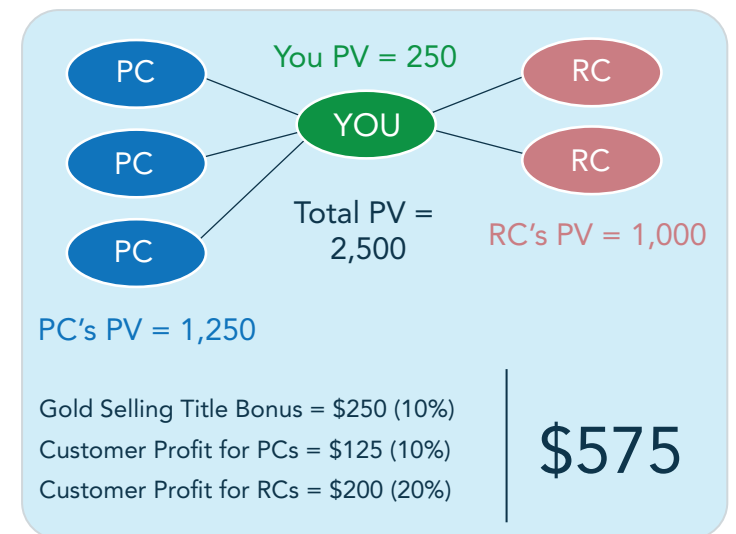 PC
You PV = 250
RC
YOU
PC
RC
PC
Total PV =
2,500
RC’s PV = 1,000
PC’s PV = 1,250
Gold Selling Title Bonus = $250 (10%)
Customer Profit for PCs = $125 (10%)
Customer Profit for RCs = $200 (20%)
$575